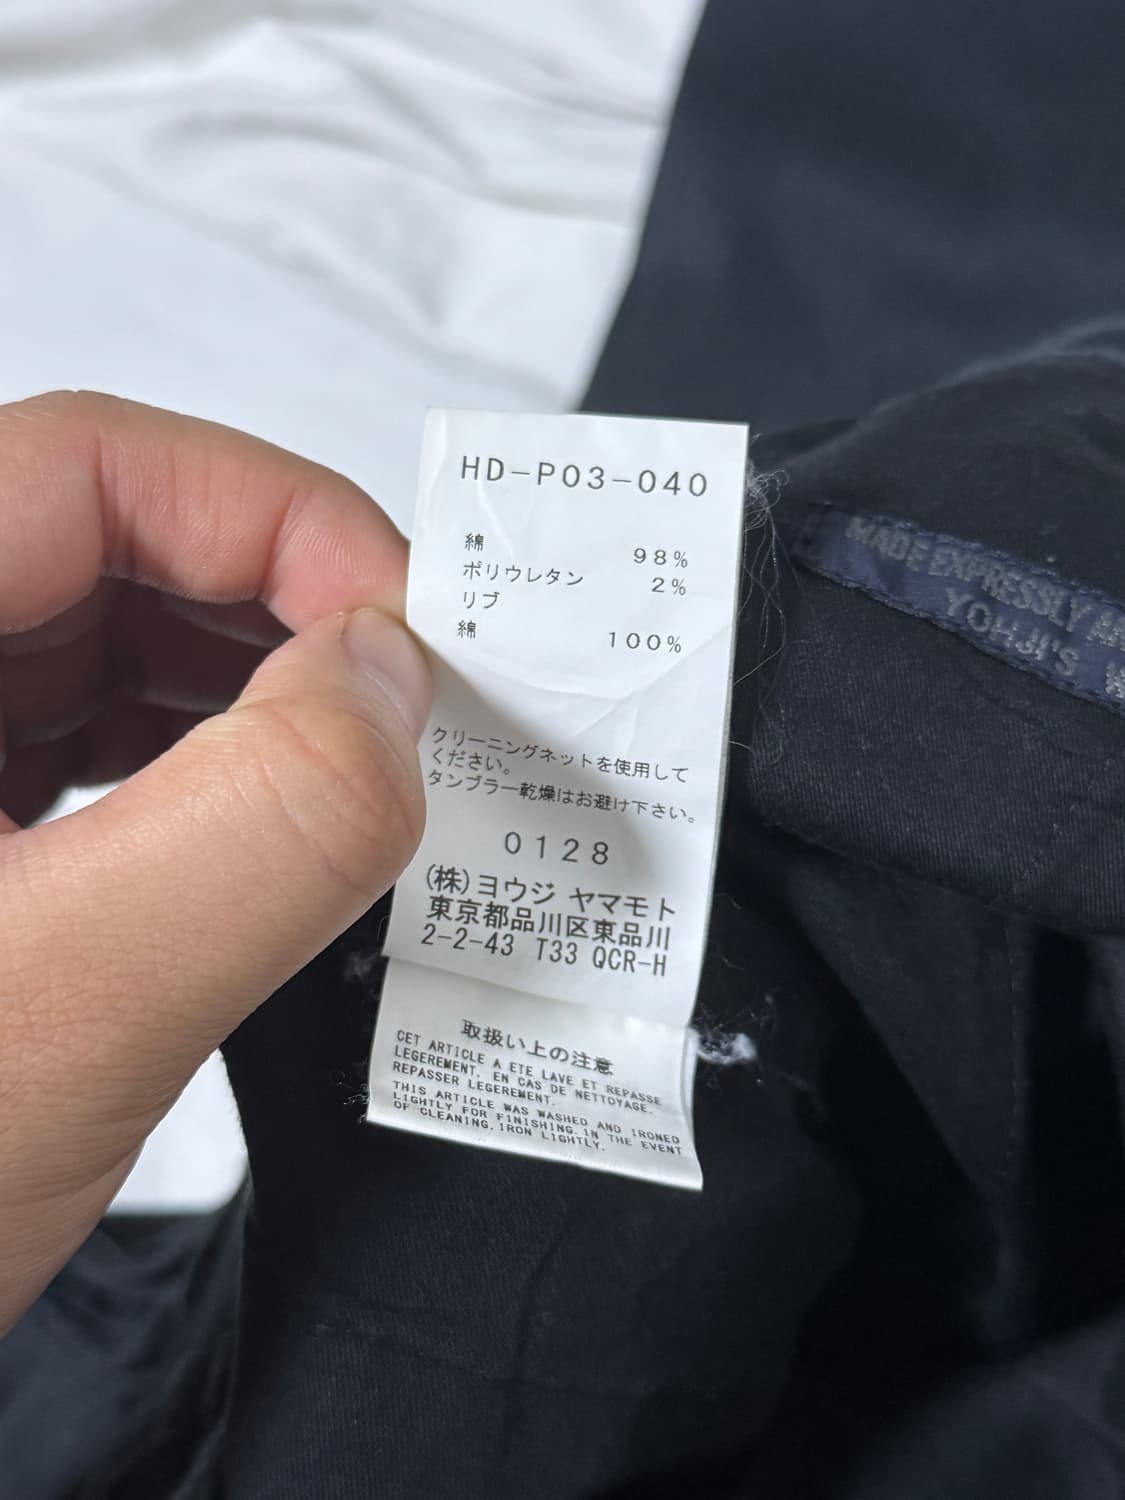 HD-P03-040
綿 98%
ポリウレタン 2%
リブ
綿 100%
クリーニングネットを使用して
ください。
タンブラー乾燥はお避け下さい。
0128
(株)ヨウジ ヤマモト
東京都品川区東品川
2-2-43 T33 QCR-H
取扱い上の注意
CET ARTICLE A ETE LAVE ET REPASSE
LEGEREMENT. EN CAS DE NETTOYAGE.
REPASSER LEGEREMENT.
THIS ARTICLE WAS WASHED AND IRONED
LIGHTLY FOR FINISHING.IN THE EVENT
OF CLEANING,IRON LIGHTLY.
MADE EXPRESSLY
YOHJI'S